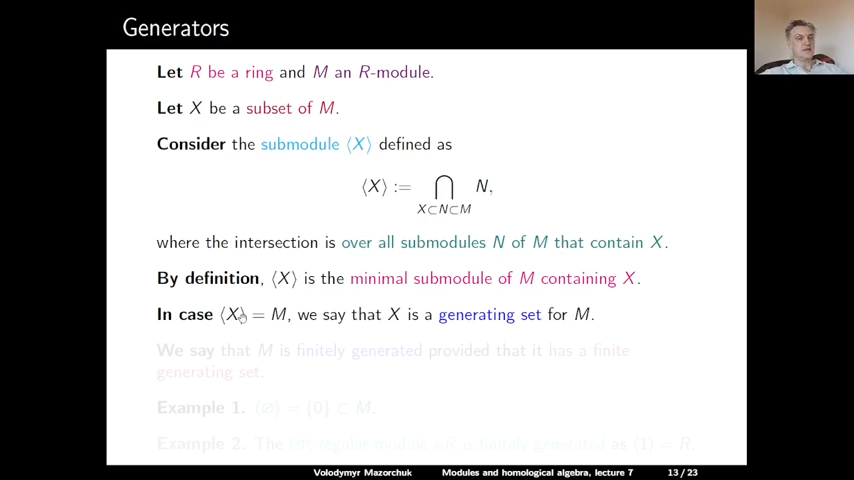 Generators
Let R be a ring and M an R-module.
Let X be a subset of M.
Consider the submodule ⟨X⟩ defined as
⟨X⟩ := ⋂ N,
X⊂N⊂M
where the intersection is over all submodules N of M that contain X.
By definition, ⟨X⟩ is the minimal submodule of M containing X.
In case ⟨X⟩ = M, we say that X is a generating set for M.
We say that M is finitely generated provided that it has a finite
generating set.
Example 1. ⟨∅⟩ = {0} ⊂ M.
Example 2. The left regular module RR is finitely generated as ⟨1⟩ = R.
Volodymyr Mazorchuk Modules and homological algebra, lecture 7 13 / 23